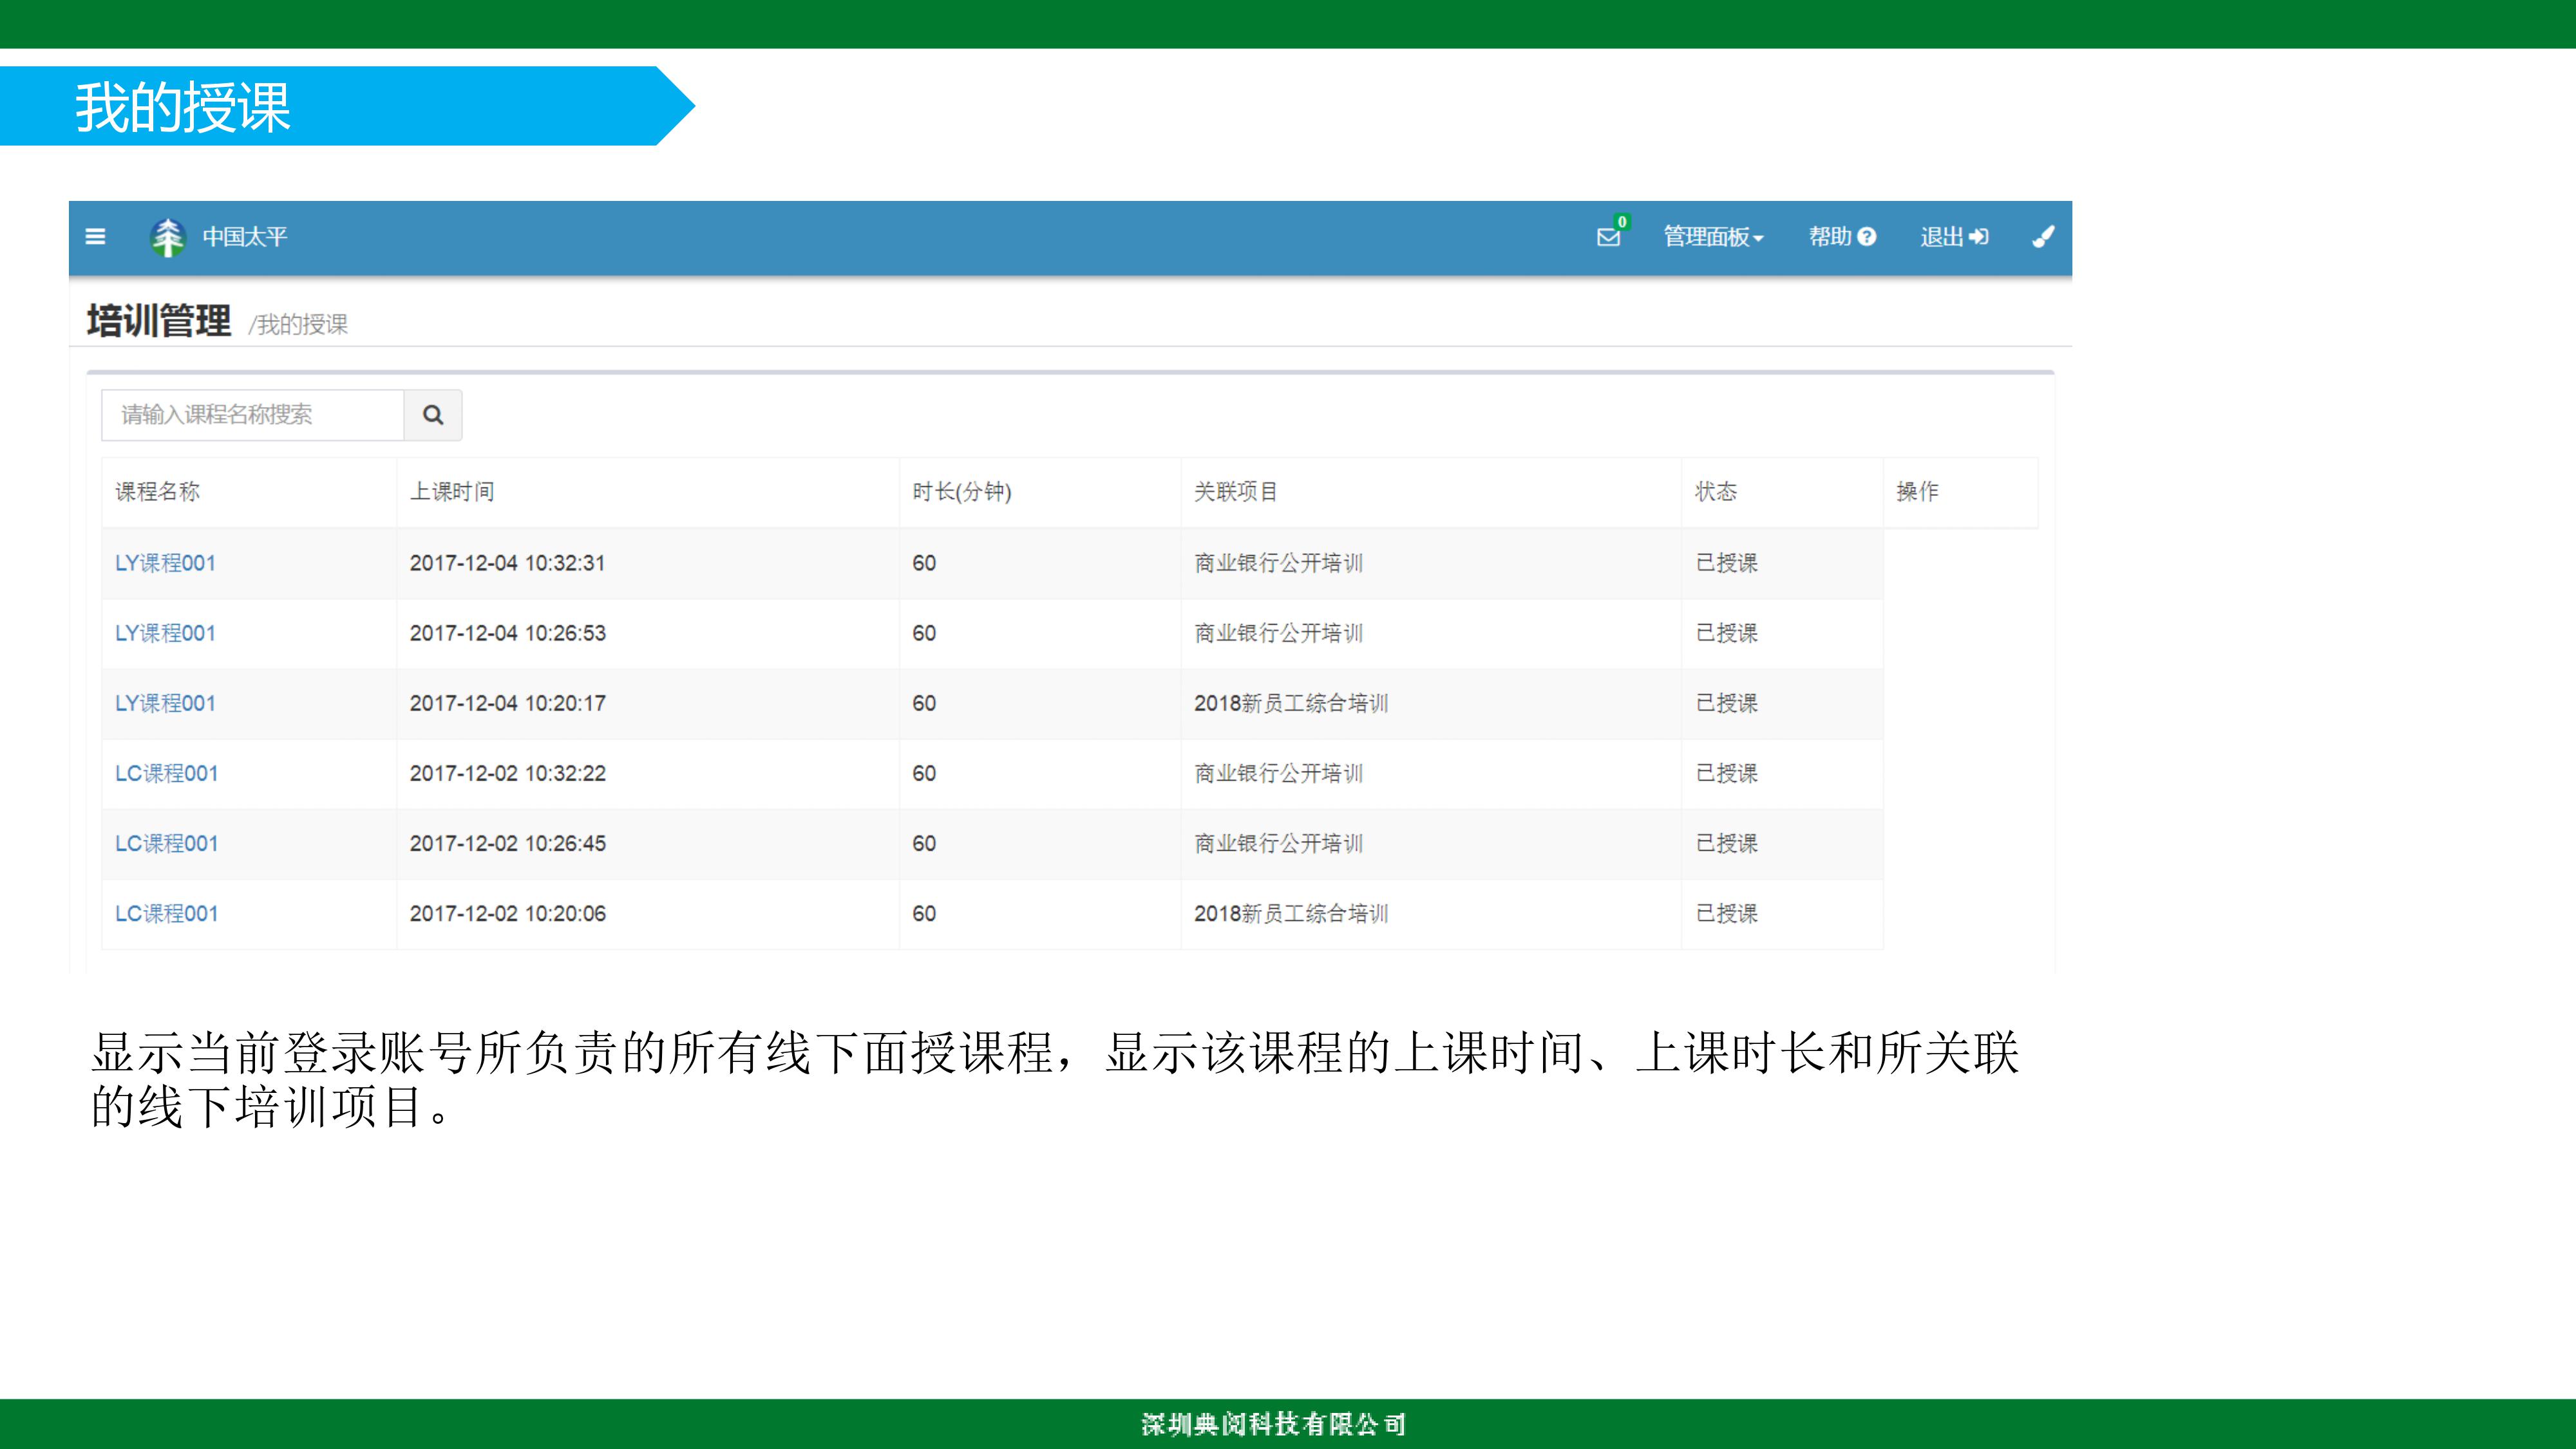 我的授课
中国太平 0 管理面板 帮助 退出
培训管理 /我的授课
请输入课程名称搜索
课程名称 上课时间 时长(分钟) 关联项目 状态 操作
LY课程001 2017-12-04 10:32:31 60 商业银行公开培训 已授课
LY课程001 2017-12-04 10:26:53 60 商业银行公开培训 已授课
LY课程001 2017-12-04 10:20:17 60 2018新员工综合培训 已授课
LC课程001 2017-12-02 10:32:22 60 商业银行公开培训 已授课
LC课程001 2017-12-02 10:26:45 60 商业银行公开培训 已授课
LC课程001 2017-12-02 10:20:06 60 2018新员工综合培训 已授课
显示当前登录账号所负责的所有线下面授课程，显示该课程的上课时间、上课时长和所关联
的线下培训项目。
深圳典阅科技有限公司